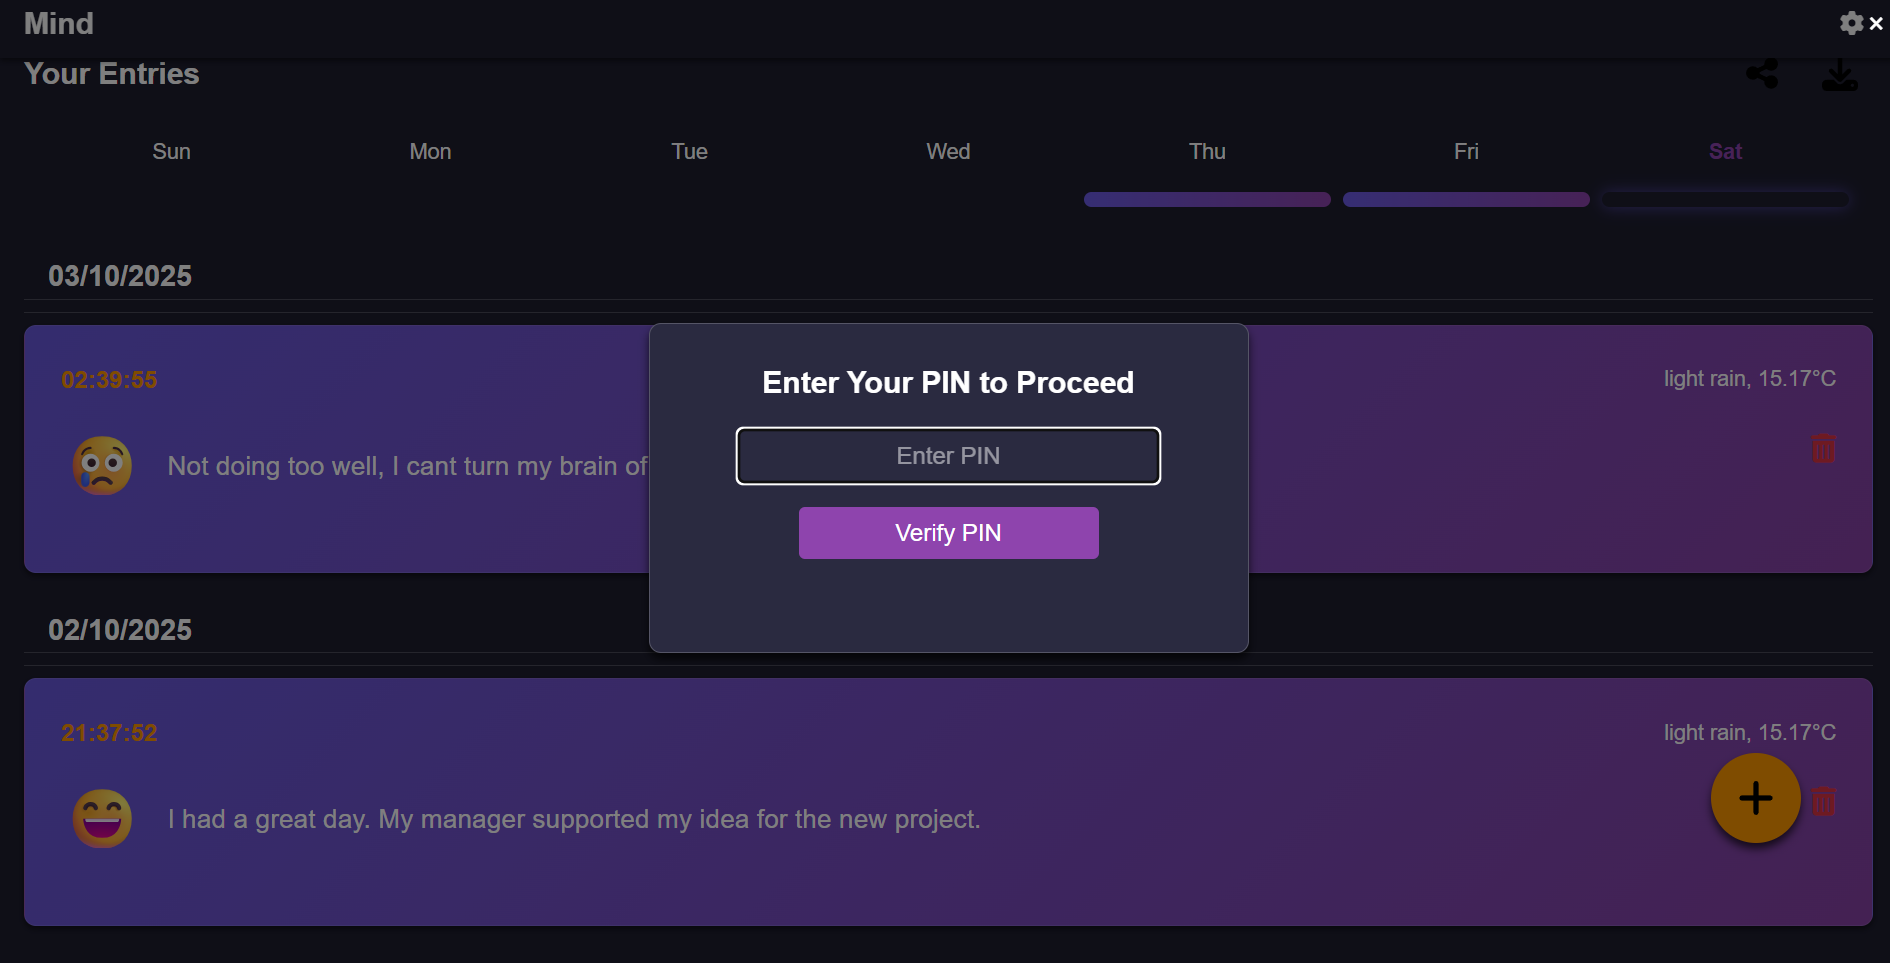 Mind
Your Entries
Sun Mon Tue Wed Thu Fri Sat
03/10/2025
02:39:55
light rain, 15.17°C
Not doing too well, I cant turn my brain of
Enter Your PIN to Proceed
Enter PIN
Verify PIN
02/10/2025
21:37:52
light rain, 15.17°C
I had a great day. My manager supported my idea for the new project.